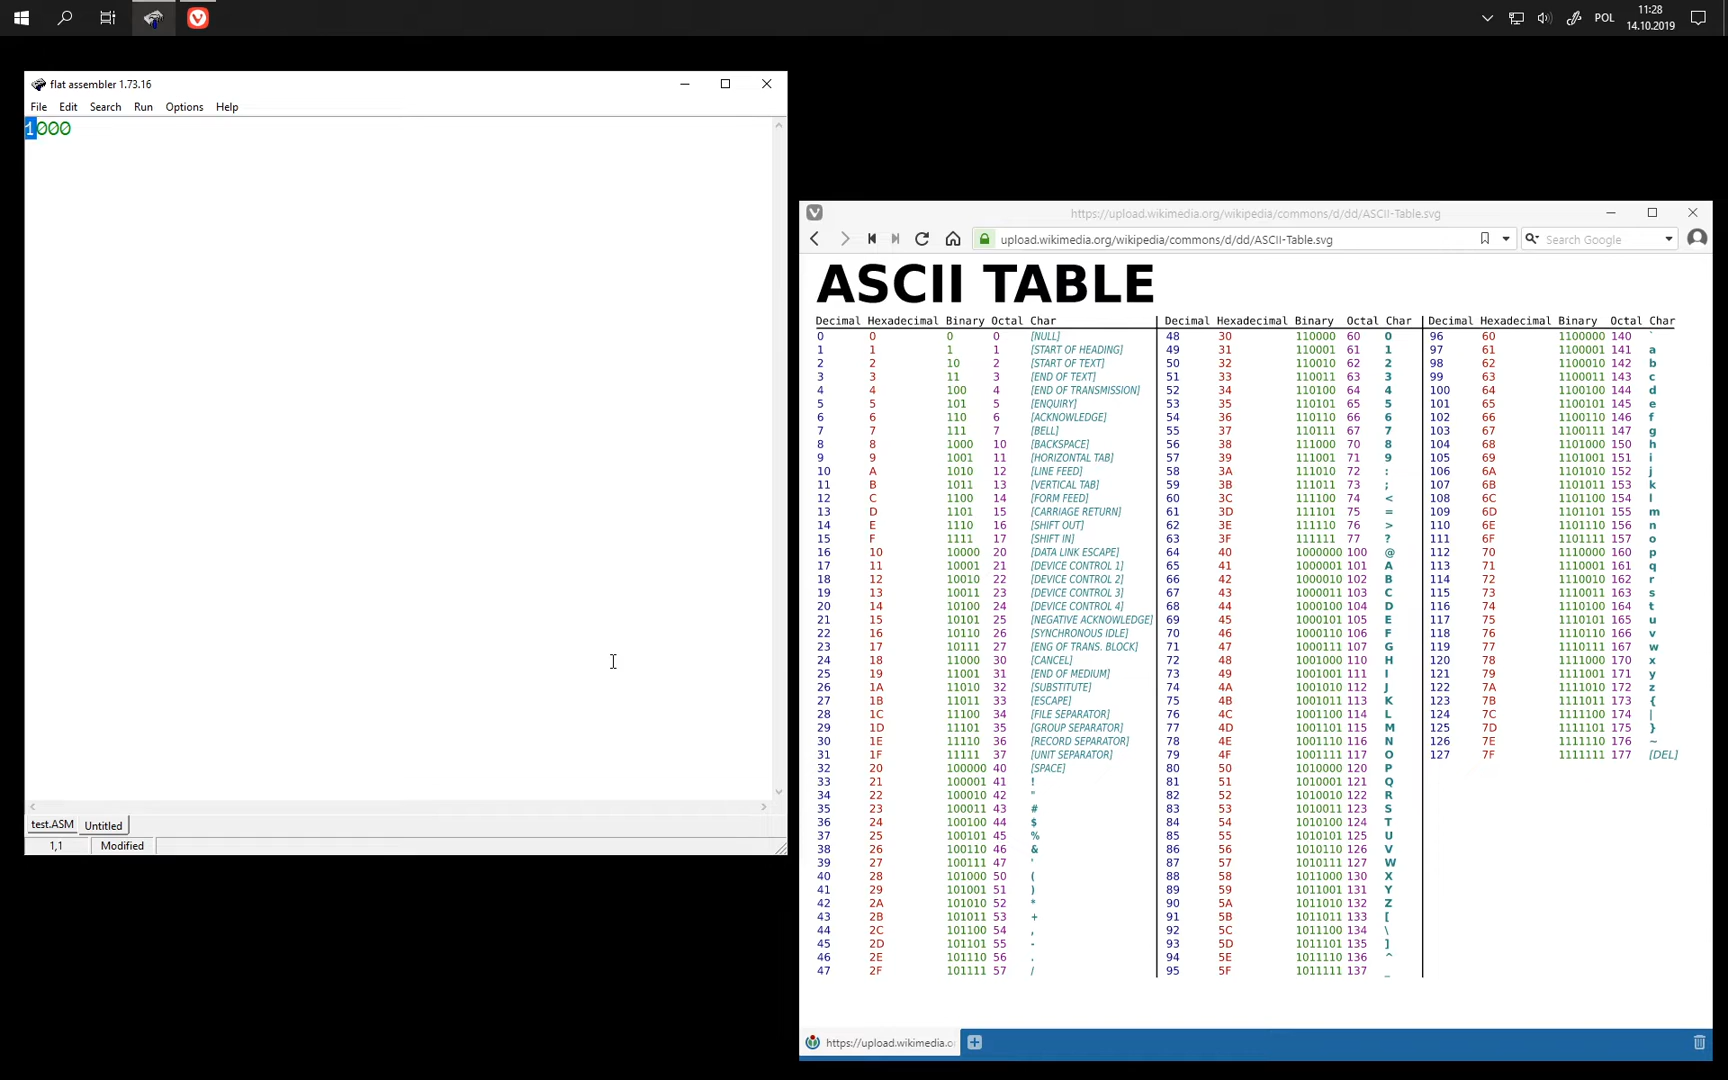 11:28
POL
14.10.2019
flat assembler 1.73.16
File Edit Search Run Options Help
1000
test.ASM Untitled
1,1 Modified
https://upload.wikimedia.org/wikipedia/commons/d/dd/ASCII-Table.svg
upload.wikimedia.org/wikipedia/commons/d/dd/ASCII-Table.svg
Search Google
ASCII TABLE
Decimal Hexadecimal Binary Octal Char Decimal Hexadecimal Binary Octal Char Decimal Hexadecimal Binary Octal Char
0 0 0 0 [NULL] 48 30 110000 60 0 96 60 1100000 140 `
1 1 1 1 [START OF HEADING] 49 31 110001 61 1 97 61 1100001 141 a
2 2 10 2 [START OF TEXT] 50 32 110010 62 2 98 62 1100010 142 b
3 3 11 3 [END OF TEXT] 51 33 110011 63 3 99 63 1100011 143 c
4 4 100 4 [END OF TRANSMISSION] 52 34 110100 64 4 100 64 1100100 144 d
5 5 101 5 [ENQUIRY] 53 35 110101 65 5 101 65 1100101 145 e
6 6 110 6 [ACKNOWLEDGE] 54 36 110110 66 6 102 66 1100110 146 f
7 7 111 7 [BELL] 55 37 110111 67 7 103 67 1100111 147 g
8 8 1000 10 [BACKSPACE] 56 38 111000 70 8 104 68 1101000 150 h
9 9 1001 11 [HORIZONTAL TAB] 57 39 111001 71 9 105 69 1101001 151 i
10 A 1010 12 [LINE FEED] 58 3A 111010 72 : 106 6A 1101010 152 j
11 B 1011 13 [VERTICAL TAB] 59 3B 111011 73 ; 107 6B 1101011 153 k
12 C 1100 14 [FORM FEED] 60 3C 111100 74 < 108 6C 1101100 154 l
13 D 1101 15 [CARRIAGE RETURN] 61 3D 111101 75 = 109 6D 1101101 155 m
14 E 1110 16 [SHIFT OUT] 62 3E 111110 76 > 110 6E 1101110 156 n
15 F 1111 17 [SHIFT IN] 63 3F 111111 77 ? 111 6F 1101111 157 o
16 10 10000 20 [DATA LINK ESCAPE] 64 40 1000000 100 @ 112 70 1110000 160 p
17 11 10001 21 [DEVICE CONTROL 1] 65 41 1000001 101 A 113 71 1110001 161 q
18 12 10010 22 [DEVICE CONTROL 2] 66 42 1000010 102 B 114 72 1110010 162 r
19 13 10011 23 [DEVICE CONTROL 3] 67 43 1000011 103 C 115 73 1110011 163 s
20 14 10100 24 [DEVICE CONTROL 4] 68 44 1000100 104 D 116 74 1110100 164 t
21 15 10101 25 [NEGATIVE ACKNOWLEDGE] 69 45 1000101 105 E 117 75 1110101 165 u
22 16 10110 26 [SYNCHRONOUS IDLE] 70 46 1000110 106 F 118 76 1110110 166 v
23 17 10111 27 [ENG OF TRANS. BLOCK] 71 47 1000111 107 G 119 77 1110111 167 w
24 18 11000 30 [CANCEL] 72 48 1001000 110 H 120 78 1111000 170 x
25 19 11001 31 [END OF MEDIUM] 73 49 1001001 111 I 121 79 1111001 171 y
26 1A 11010 32 [SUBSTITUTE] 74 4A 1001010 112 J 122 7A 1111010 172 z
27 1B 11011 33 [ESCAPE] 75 4B 1001011 113 K 123 7B 1111011 173 {
28 1C 11100 34 [FILE SEPARATOR] 76 4C 1001100 114 L 124 7C 1111100 174 |
29 1D 11101 35 [GROUP SEPARATOR] 77 4D 1001101 115 M 125 7D 1111101 175 }
30 1E 11110 36 [RECORD SEPARATOR] 78 4E 1001110 116 N 126 7E 1111110 176 ~
31 1F 11111 37 [UNIT SEPARATOR] 79 4F 1001111 117 O 127 7F 1111111 177 [DEL]
32 20 100000 40 [SPACE] 80 50 1010000 120 P
33 21 100001 41 ! 81 51 1010001 121 Q
34 22 100010 42 " 82 52 1010010 122 R
35 23 100011 43 # 83 53 1010011 123 S
36 24 100100 44 $ 84 54 1010100 124 T
37 25 100101 45 % 85 55 1010101 125 U
38 26 100110 46 & 86 56 1010110 126 V
39 27 100111 47 ' 87 57 1010111 127 W
40 28 101000 50 ( 88 58 1011000 130 X
41 29 101001 51 ) 89 59 1011001 131 Y
42 2A 101010 52 * 90 5A 1011010 132 Z
43 2B 101011 53 + 91 5B 1011011 133 [
44 2C 101100 54 , 92 5C 1011100 134 \
45 2D 101101 55 - 93 5D 1011101 135 ]
46 2E 101110 56 . 94 5E 1011110 136 ^
47 2F 101111 57 / 95 5F 1011111 137 _
https://upload.wikimedia.o